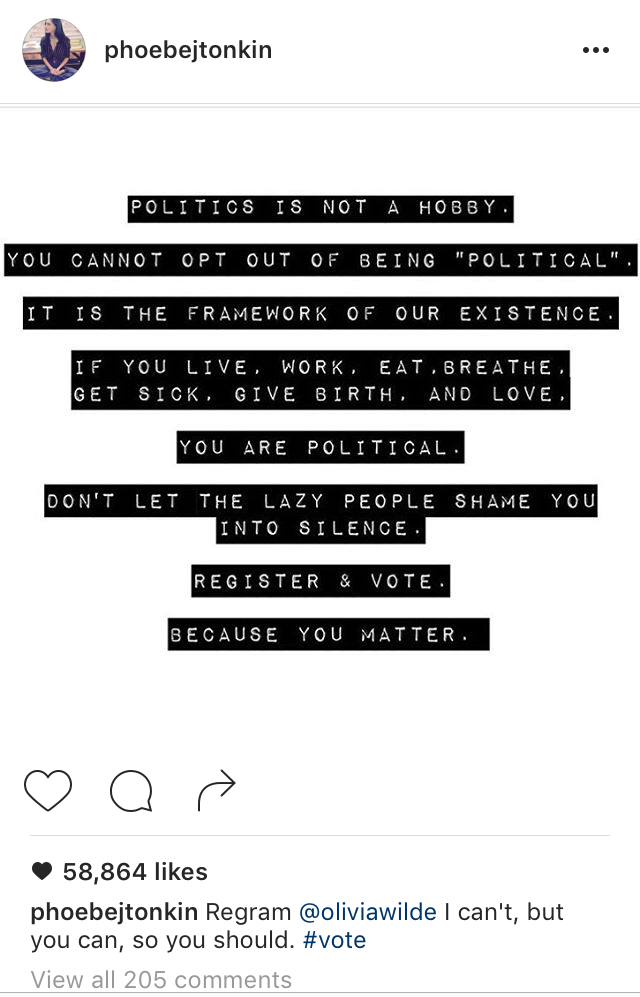 phoebejtonkin
POLITICS IS NOT A HOBBY.
YOU CANNOT OPT OUT OF BEING "POLITICAL".
IT IS THE FRAMEWORK OF OUR EXISTENCE.
IF YOU LIVE, WORK, EAT,BREATHE,
GET SICK, GIVE BIRTH, AND LOVE,
YOU ARE POLITICAL.
DON'T LET THE LAZY PEOPLE SHAME YOU
INTO SILENCE.
REGISTER & VOTE.
BECAUSE YOU MATTER.
58,864 likes
phoebejtonkin Regram @oliviawilde I can't, but
you can, so you should. #vote
View all 205 comments